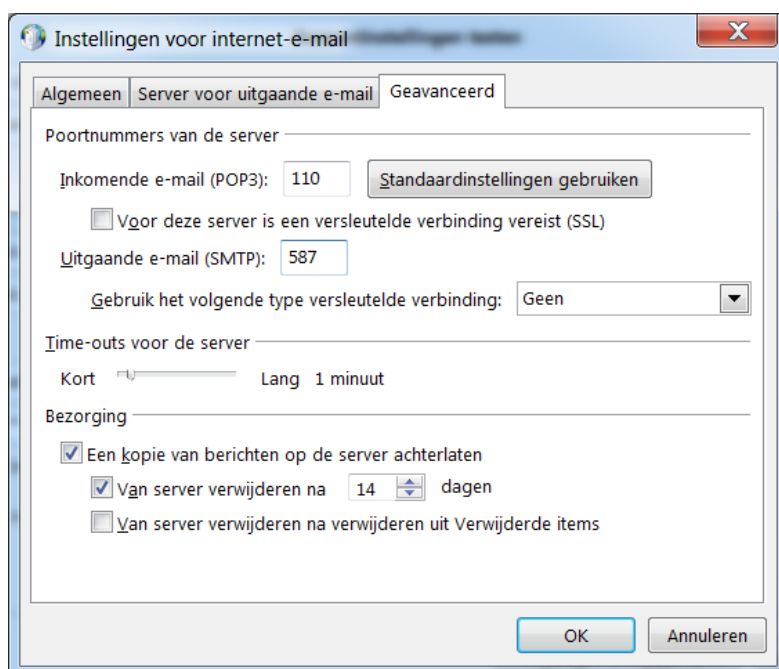 Instellingen voor internet-e-mail
Algemeen Server voor uitgaande e-mail Geavanceerd
Poortnummers van de server
Inkomende e-mail (POP3): 110 Standaardinstellingen gebruiken
Voor deze server is een versleutelde verbinding vereist (SSL)
Uitgaande e-mail (SMTP): 587
Gebruik het volgende type versleutelde verbinding: Geen
Time-outs voor de server
Kort Lang 1 minuut
Bezorging
Een kopie van berichten op de server achterlaten
Van server verwijderen na 14 dagen
Van server verwijderen na verwijderen uit Verwijderde items
OK Annuleren